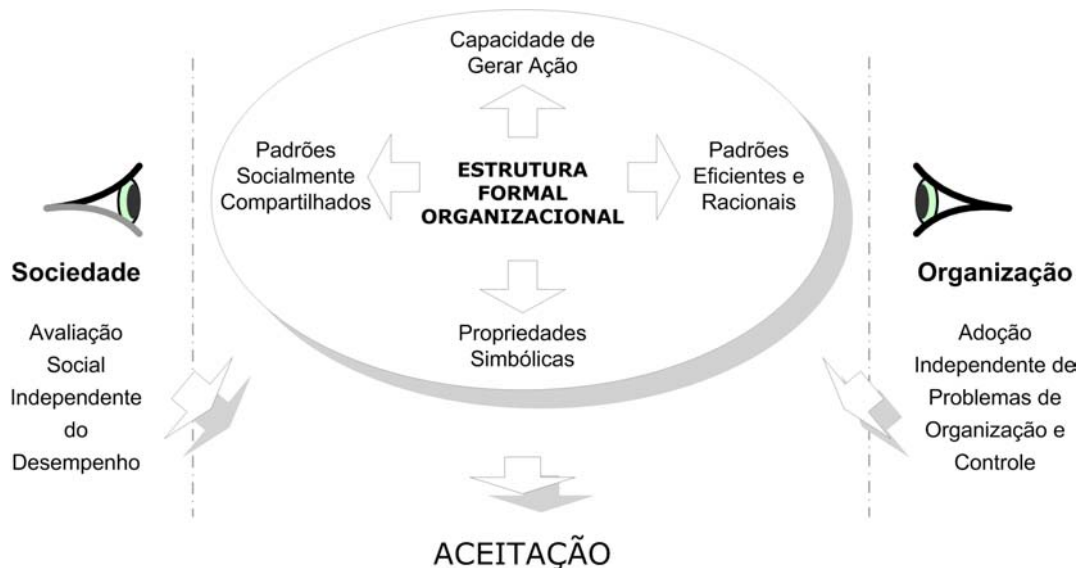 Capacidade de
Gerar Ação
Padrões
Socialmente
Compartilhados
ESTRUTURA
FORMAL
ORGANIZACIONAL
Padrões
Eficientes e
Racionais
Propriedades
Simbólicas
Sociedade
Avaliação
Social
Independente
do
Desempenho
Organização
Adoção
Independente de
Problemas de
Organização e
Controle
ACEITAÇÃO